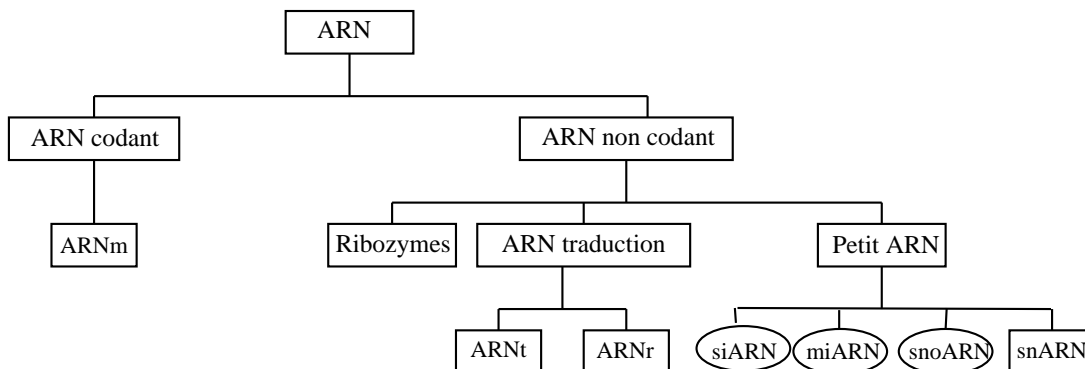 ARN
ARN codant
ARN non codant
ARNm
Ribozymes
ARN traduction
Petit ARN
ARNt
ARNr
siARN
miARN
snoARN
snARN